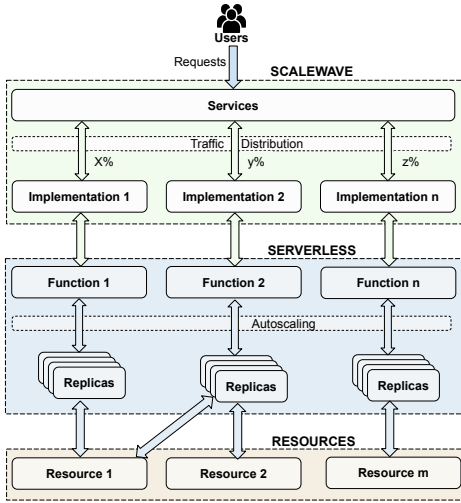 Users
Requests
SCALEWAVE
Services
Traffic Distribution
X% y% z%
Implementation 1 Implementation 2 Implementation n
SERVERLESS
Function 1 Function 2 Function n
Autoscaling
Replicas Replicas Replicas
RESOURCES
Resource 1 Resource 2 Resource m